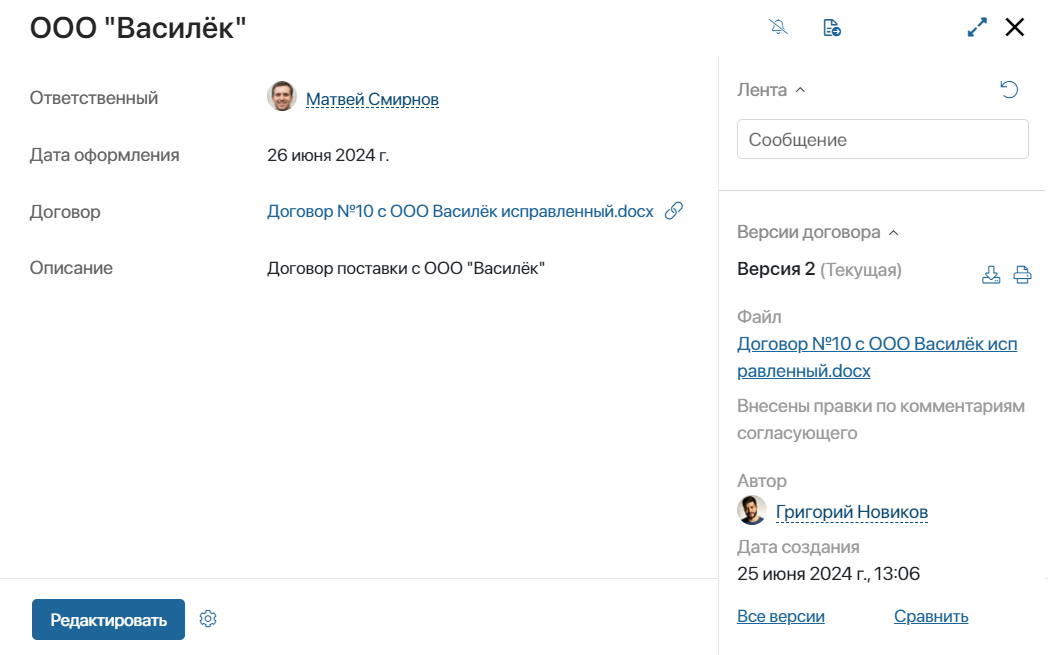 ООО "Василёк"
Ответственный
Матвей Смирнов
Дата оформления
26 июня 2024 г.
Договор
Договор №10 с ООО Василёк исправленный.docx
Описание
Договор поставки с ООО "Василёк"
Редактировать
Лента
Сообщение
Версии договора
Версия 2 (Текущая)
Файл
Договор №10 с ООО Василёк исп
равленный.docx
Внесены правки по комментариям
согласующего
Автор
Григорий Новиков
Дата создания
25 июня 2024 г., 13:06
Все версии
Сравнить